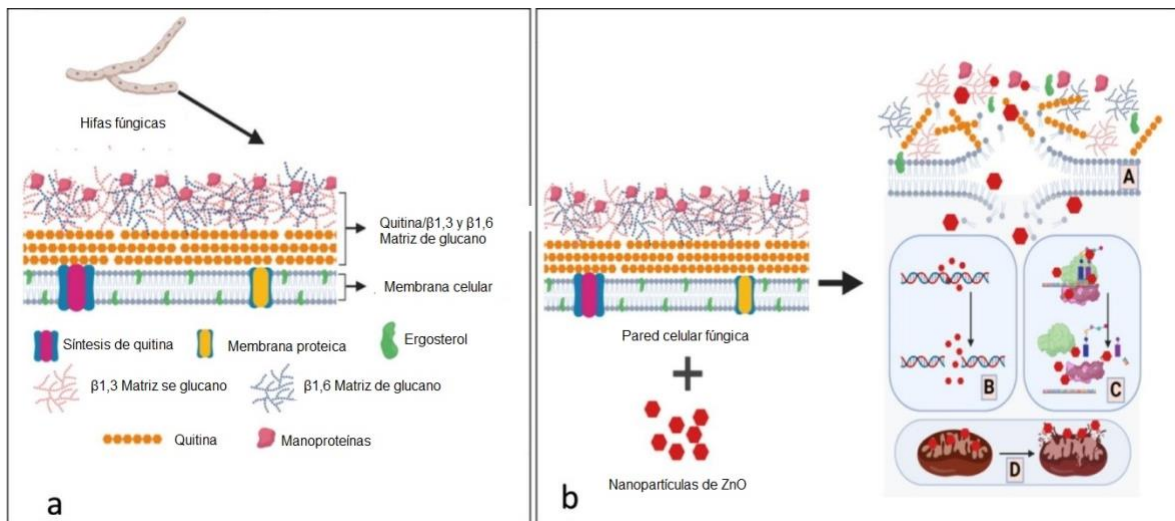 Hifas fúngicas
Quitina/β1,3 y β1,6
Matriz de glucano
Membrana celular
Síntesis de quitina
Membrana proteica
Ergosterol
β1,3 Matriz se glucano
β1,6 Matriz de glucano
Quitina
Manoproteínas
a
Pared celular fúngica
+
Nanopartículas de ZnO
A
B
C
D
b